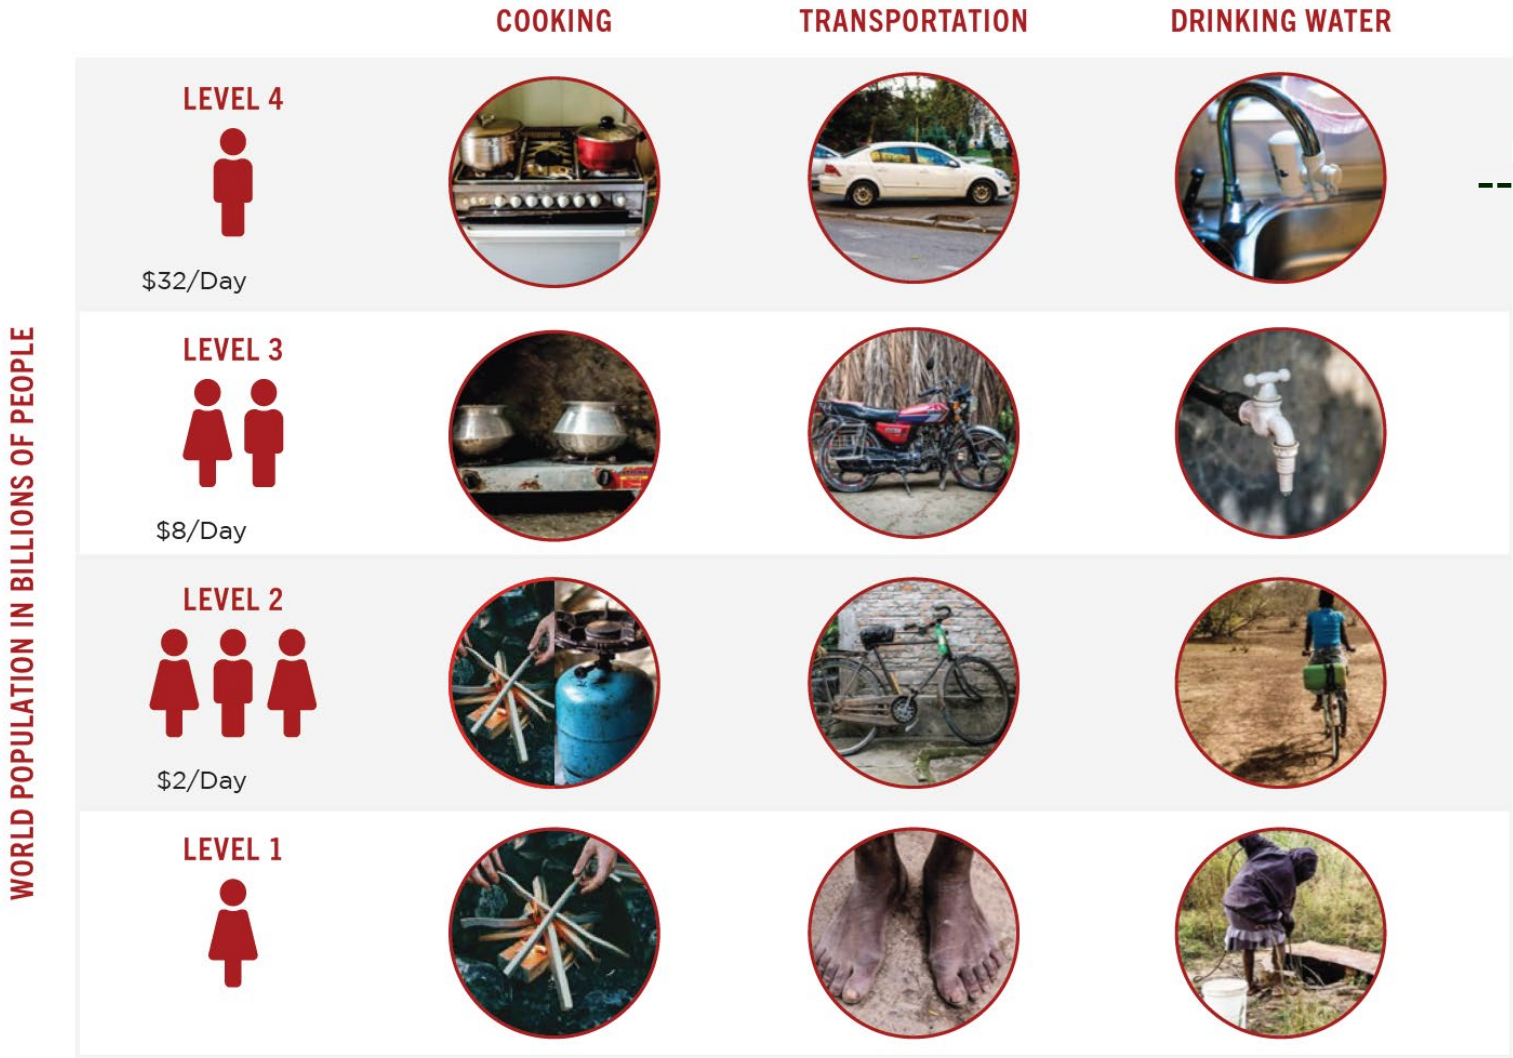 COOKING
TRANSPORTATION
DRINKING WATER
WORLD POPULATION IN BILLIONS OF PEOPLE
LEVEL 4
$32/Day
LEVEL 3
$8/Day
LEVEL 2
$2/Day
LEVEL 1